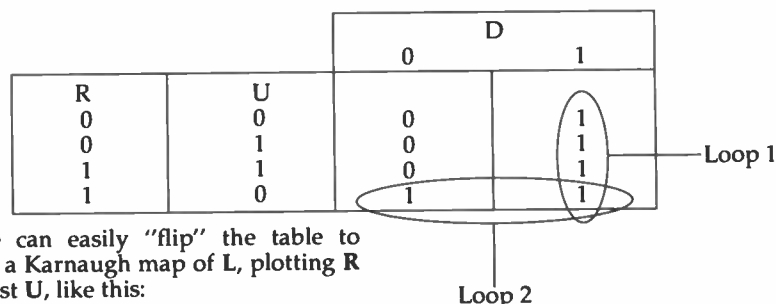 D
0 1
R U
0 0 0 1
0 1 0 1
1 1 0 1
1 0 1 1
Loop 1
can easily "flip" the table to
a Karnaugh map of L, plotting R
st U, like this:
Loop 2